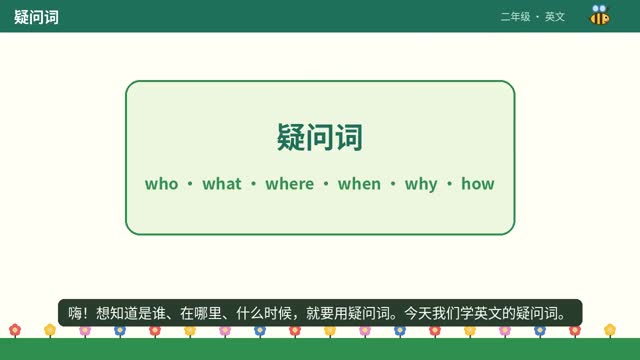 疑问词
二年级 · 英文
疑问词
who · what · where · when · why · how
嗨！想知道是谁、在哪里、什么时候，就要用疑问词。今天我们学英文的疑问词。